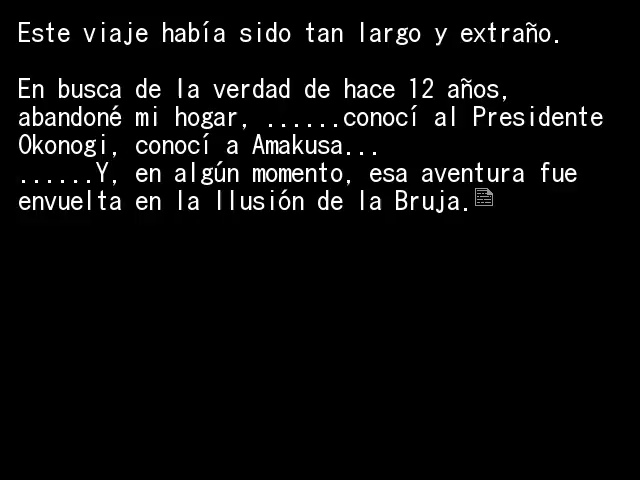 Este viaje había sido tan largo y extraño.
En busca de la verdad de hace 12 años,
abandoné mi hogar, ......conocí al Presidente
Okonogi, conocí a Amakusa...
......Y, en algún momento, esa aventura fue
envuelta en la Ilusión de la Bruja.